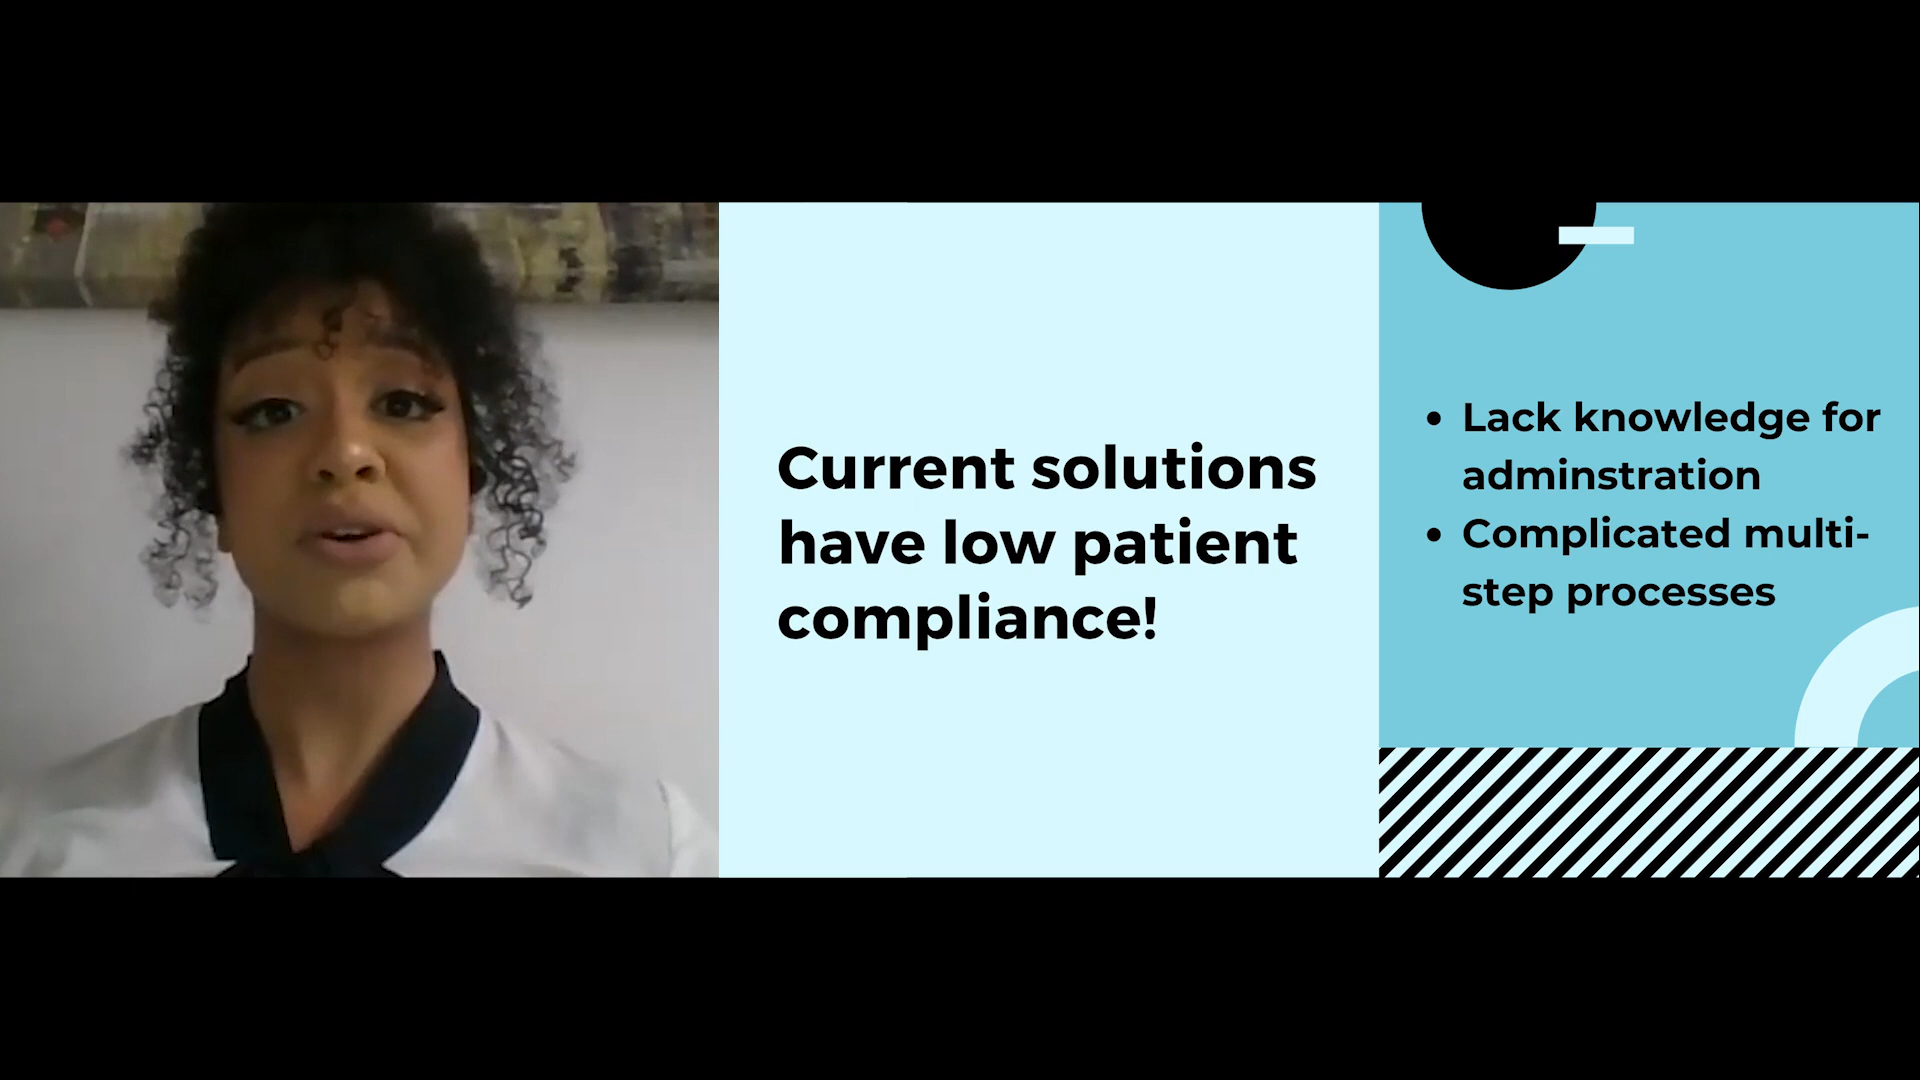 Current solutions
have low patient
compliance!
• Lack knowledge for
adminstration
• Complicated multi-
step processes